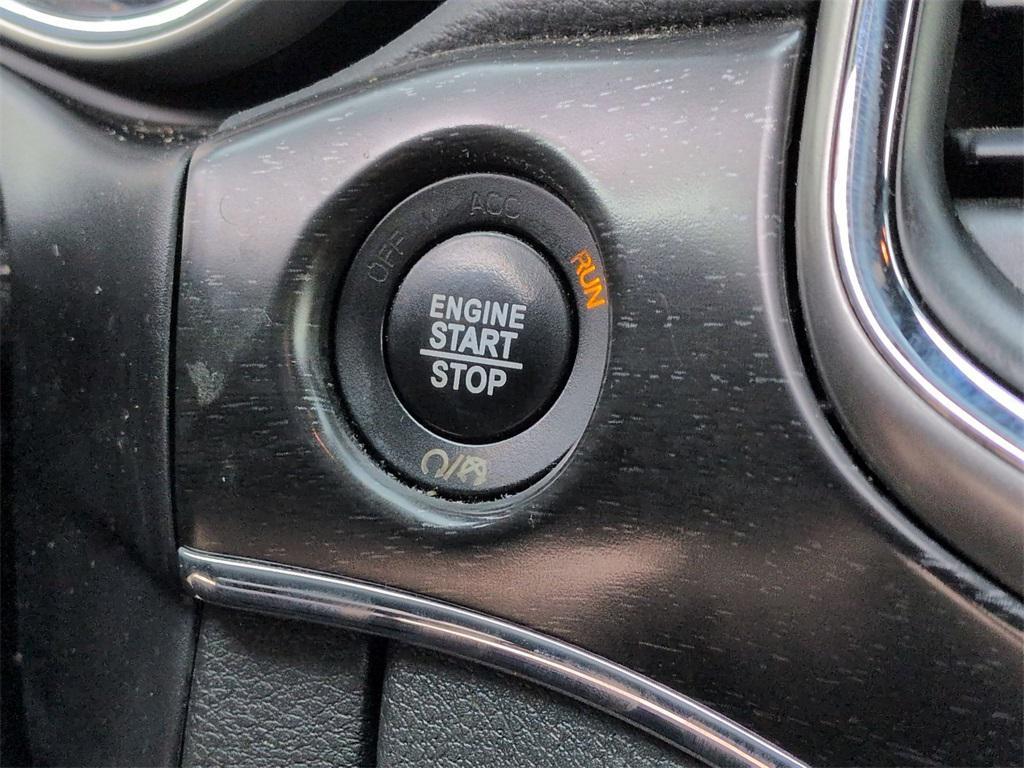 OFF
ACC
RUN
ENGINE
START
STOP